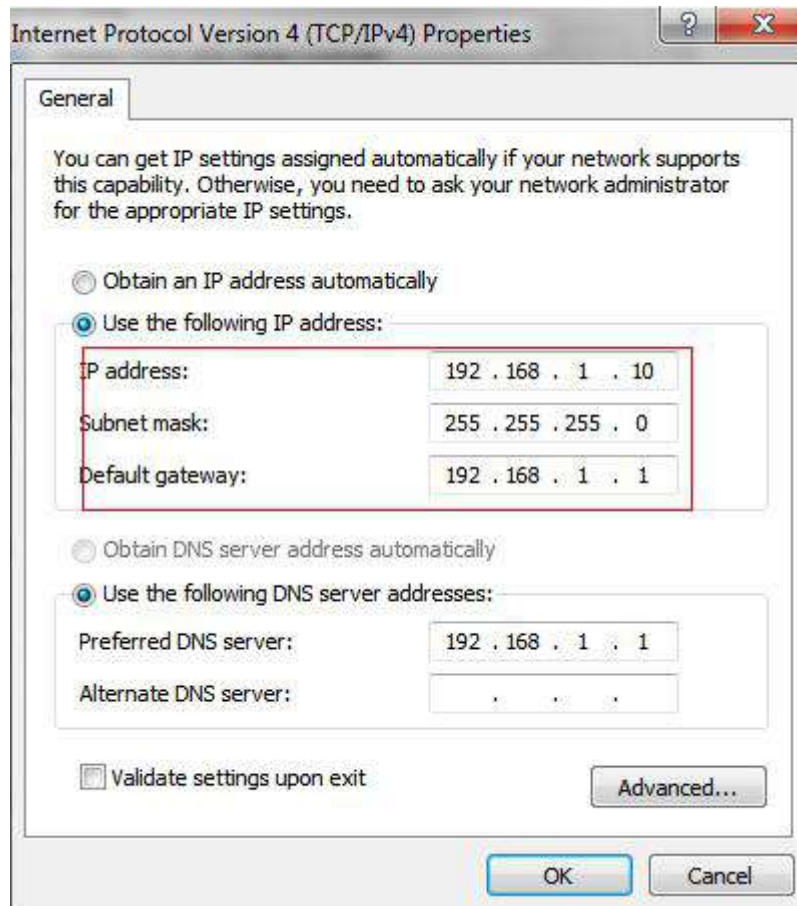 Internet Protocol Version 4 (TCP/IPv4) Properties
?
X
General
You can get IP settings assigned automatically if your network supports
this capability. Otherwise, you need to ask your network administrator
for the appropriate IP settings.
Obtain an IP address automatically
Use the following IP address:
IP address: 192 . 168 . 1 . 10
Subnet mask: 255 . 255 . 255 . 0
Default gateway: 192 . 168 . 1 . 1
Obtain DNS server address automatically
Use the following DNS server addresses:
Preferred DNS server: 192 . 168 . 1 . 1
Alternate DNS server: . . .
Validate settings upon exit
Advanced...
OK Cancel